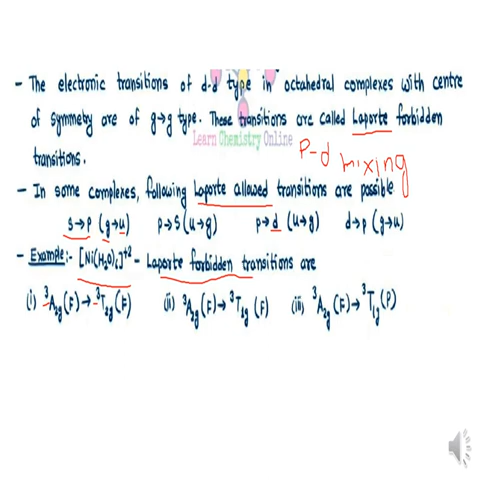 - The electronic transitions of d-d type in octahedral complexes with centre
of symmetry are of g→g type. These transitions are called Laporte forbidden
transitions.
Learn Chemistry Online
P-d mixing
- In some complexes, following Laporte allowed transitions are possible
s→p (g→u) p→s (u→g) p→d (u→g) d→p (g→u)
- Example:- [Ni(H₂O)₆]⁺² - Laporte forbidden transitions are
(i) ³A₂g(F)→³T₂g(F) (ii) ³A₂g(F)→³T₁g(F) (iii) ³A₂g(F)→³T₁g(P)